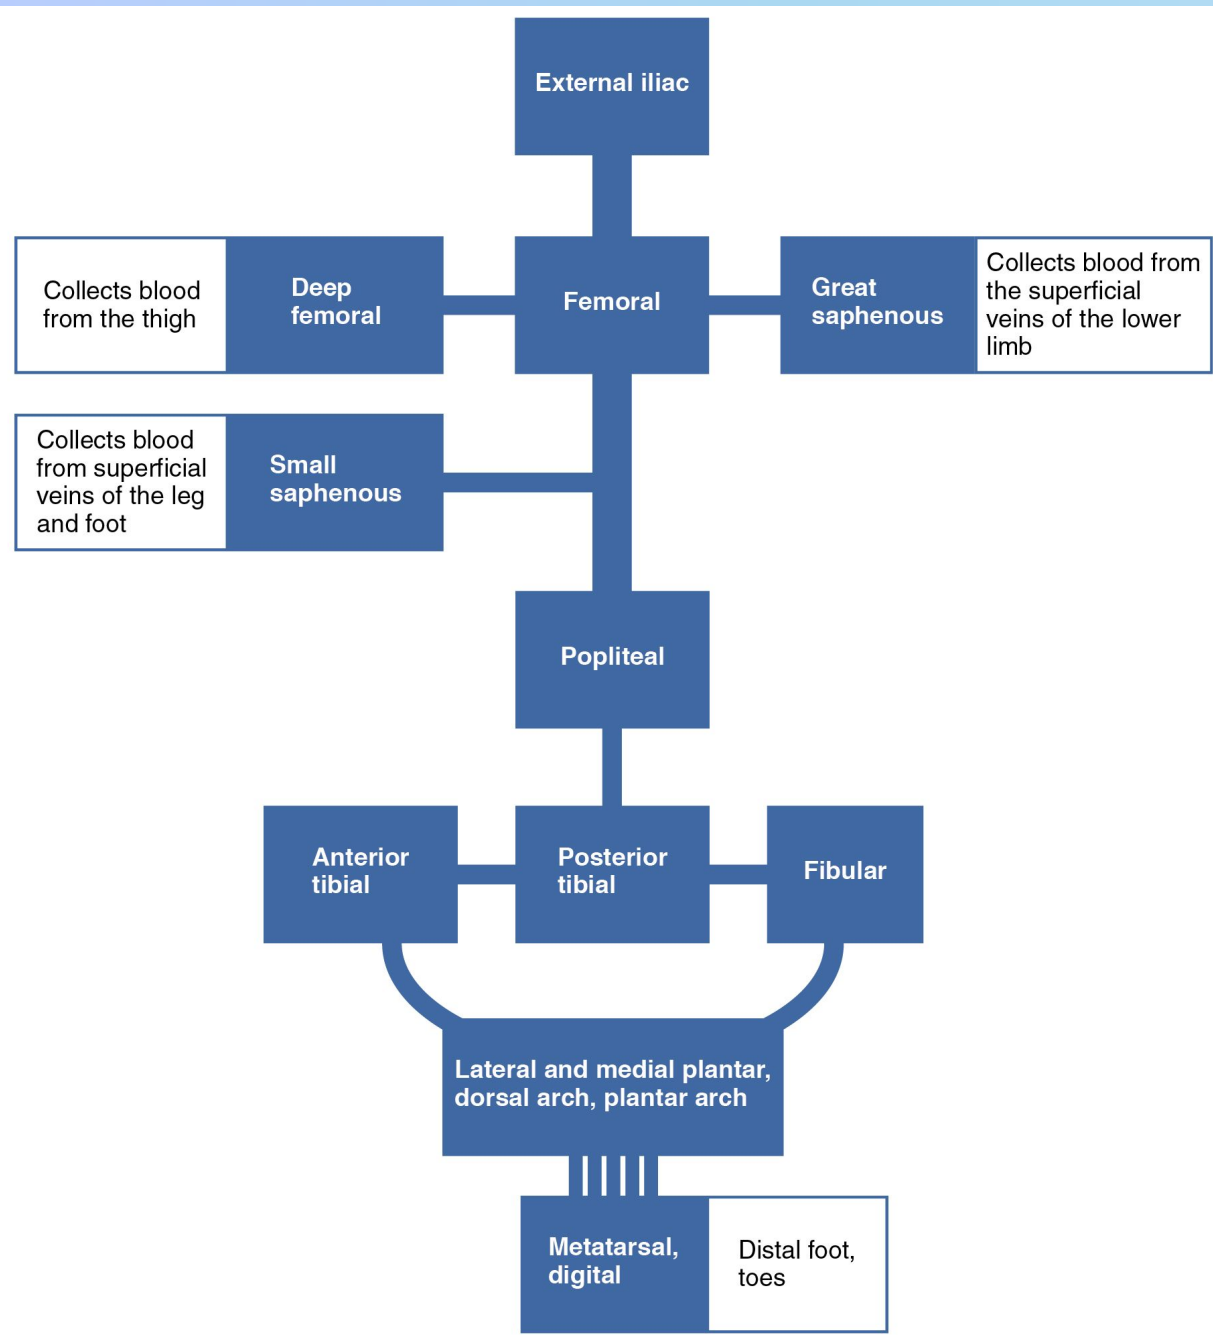 External iliac
Collects blood
from the thigh
Deep
femoral
Femoral
Great
saphenous
Collects blood from
the superficial
veins of the lower
limb
Collects blood
from superficial
veins of the leg
and foot
Small
saphenous
Popliteal
Anterior
tibial
Posterior
tibial
Fibular
Lateral and medial plantar,
dorsal arch, plantar arch
Metatarsal,
digital
Distal foot,
toes